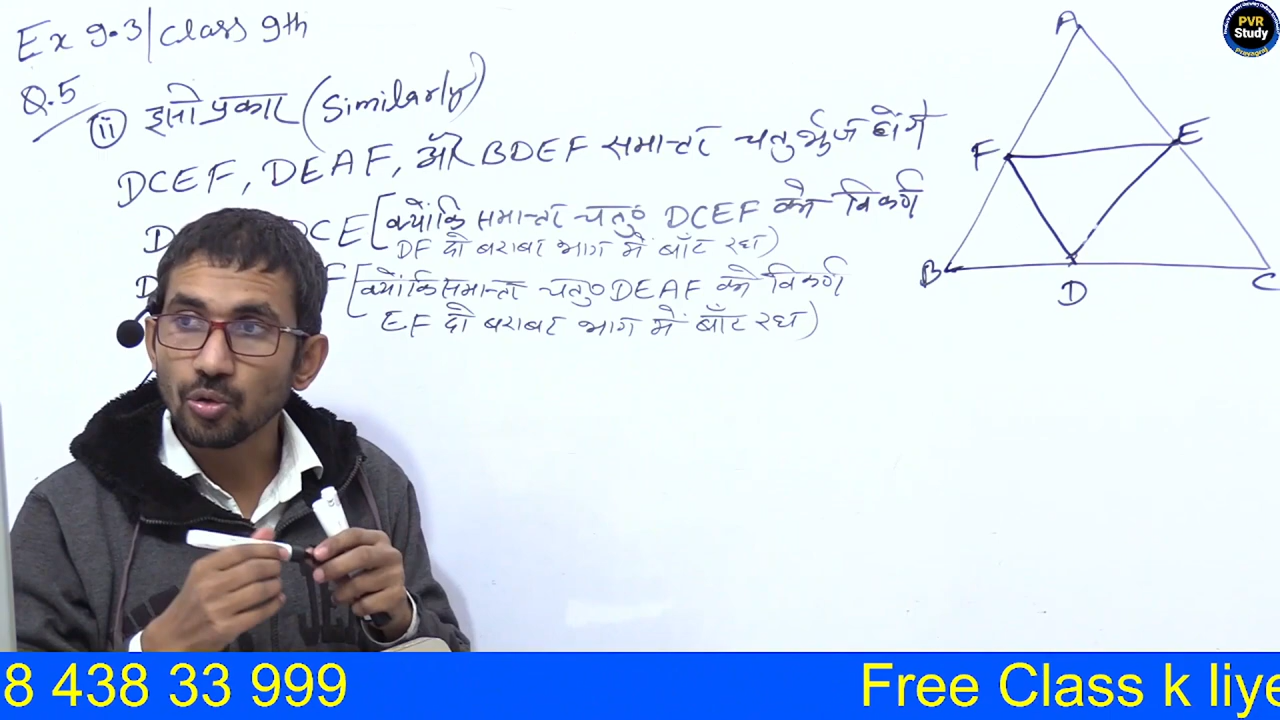 Ex 9.3/class 9th
Q.5
(ii) इसी प्रकार (Similarly)
DCEF, DEAF, और BDEF समान्तर चतुर्भुज होंगे
D DCE [क्योंकि समान्तर चतु० DCEF को विकर्ण
DF दो बराबर भाग में बाँट रहा)
D F [क्योंकि समान्तर चतु० DEAF को विकर्ण
EF दो बराबर भाग में बाँट रहा)
A
F
E
B
D
C
PVR
Study
Prayagraj
8 438 33 999
Free Class k liye